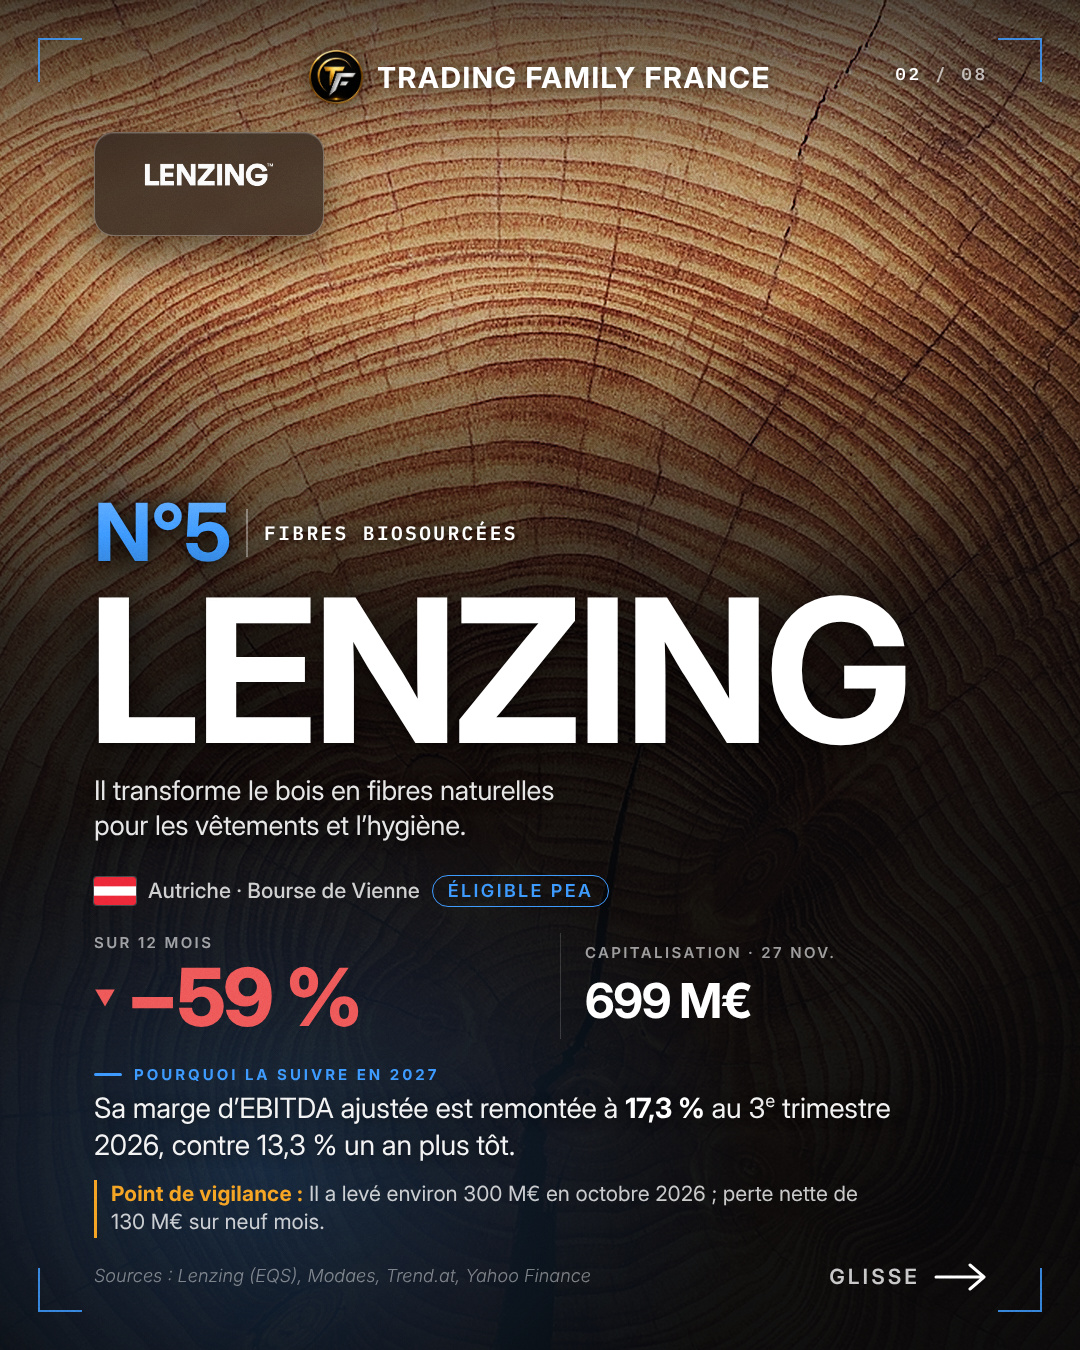 TRADING FAMILY FRANCE
02 / 08
LENZING™
N°5
FIBRES BIOSOURCÉES
LENZING
Il transforme le bois en fibres naturelles
pour les vêtements et l’hygiène.
Autriche · Bourse de Vienne
ÉLIGIBLE PEA
SUR 12 MOIS
▼ –59 %
CAPITALISATION · 27 NOV.
699 M€
POURQUOI LA SUIVRE EN 2027
Sa marge d’EBITDA ajustée est remontée à 17,3 % au 3e trimestre
2026, contre 13,3 % un an plus tôt.
Point de vigilance : Il a levé environ 300 M€ en octobre 2026 ; perte nette de
130 M€ sur neuf mois.
Sources : Lenzing (EQS), Modaes, Trend.at, Yahoo Finance
GLISSE